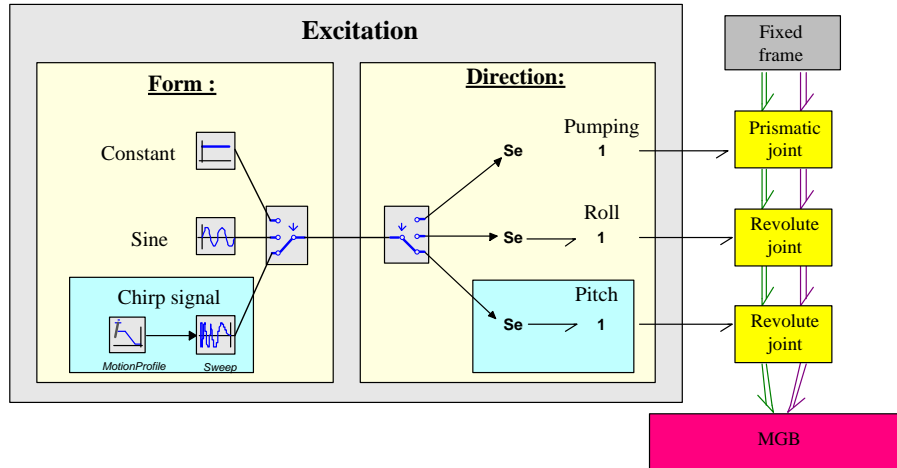 Excitation
Form :
Constant
Sine
Chirp signal
MotionProfile
Sweep
Direction:
Pumping
Se
1
Roll
Se
1
Pitch
Se
1
Fixed
frame
Prismatic
joint
Revolute
joint
Revolute
joint
MGB